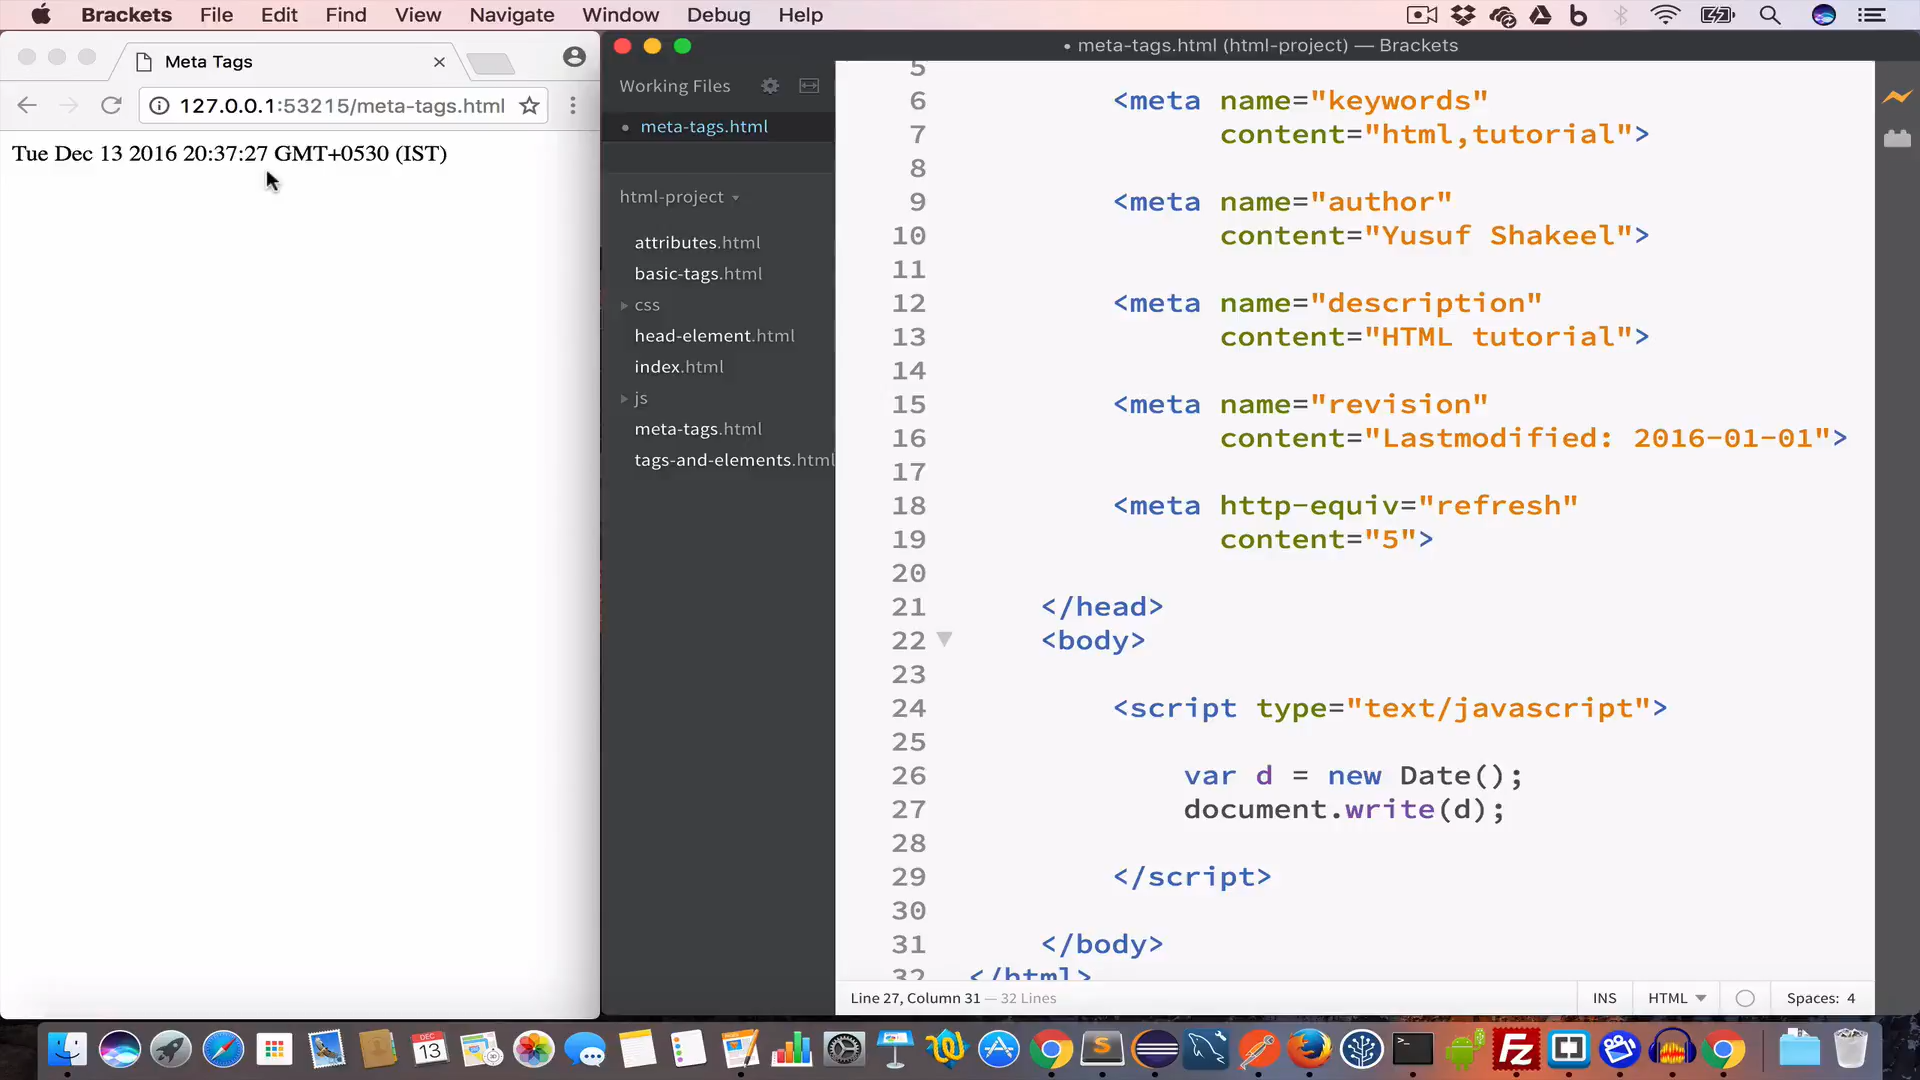 Brackets File Edit Find View Navigate Window Debug Help
Meta Tags
127.0.0.1:53215/meta-tags.html
Tue Dec 13 2016 20:37:27 GMT+0530 (IST)
• meta-tags.html (html-project) — Brackets
Working Files
• meta-tags.html
html-project
attributes.html
basic-tags.html
css
head-element.html
index.html
js
meta-tags.html
tags-and-elements.html
5
6 <meta name="keywords"
7 content="html,tutorial">
8
9 <meta name="author"
10 content="Yusuf Shakeel">
11
12 <meta name="description"
13 content="HTML tutorial">
14
15 <meta name="revision"
16 content="Lastmodified: 2016-01-01">
17
18 <meta http-equiv="refresh"
19 content="5">
20
21 </head>
22 <body>
23
24 <script type="text/javascript">
25
26 var d = new Date();
27 document.write(d);
28
29 </script>
30
31 </body>
32 </html>
Line 27, Column 31 — 32 Lines
INS HTML Spaces: 4
DEC
13